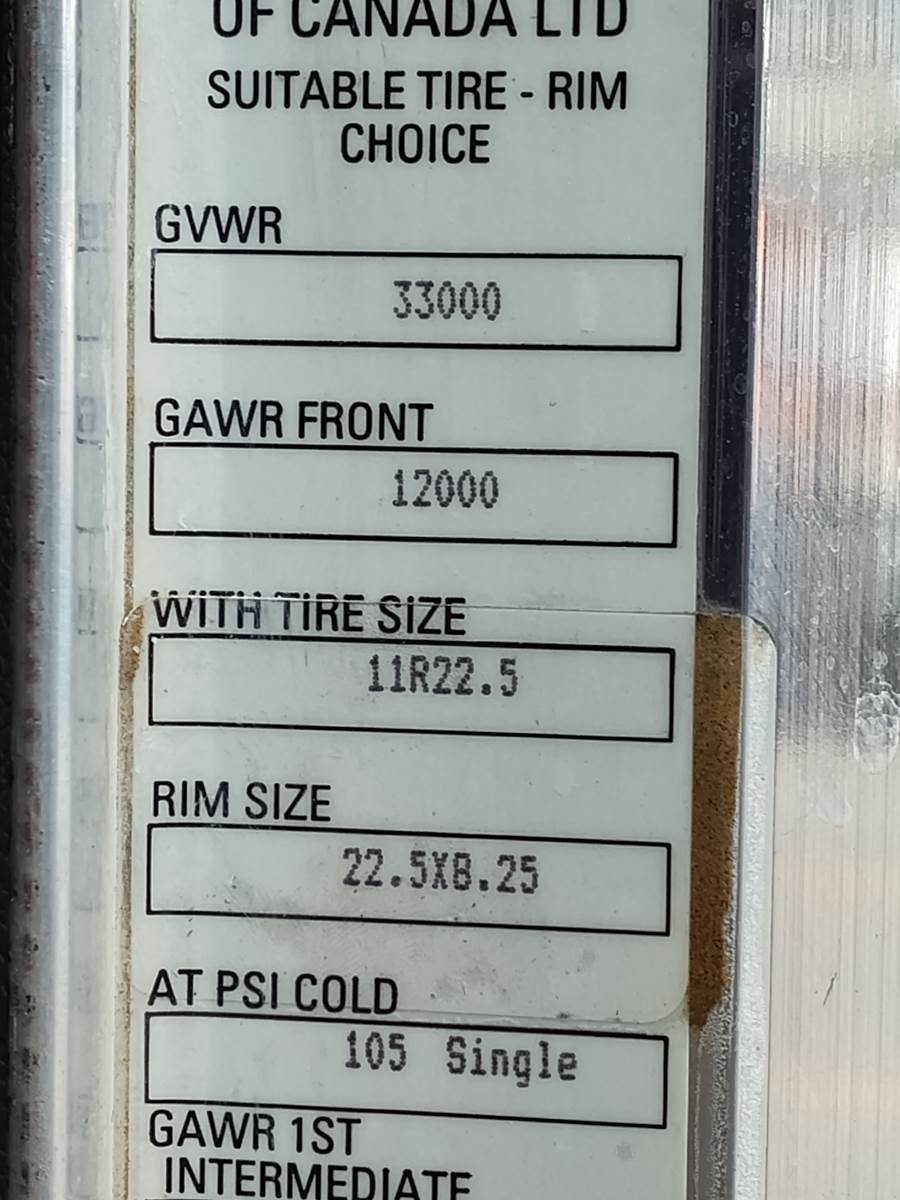 OF CANADA LTD
SUITABLE TIRE - RIM
CHOICE
GVWR
33000
GAWR FRONT
12000
WITH TIRE SIZE
11R22.5
RIM SIZE
22.5X8.25
AT PSI COLD
105 Single
GAWR 1ST
INTERMEDIATE